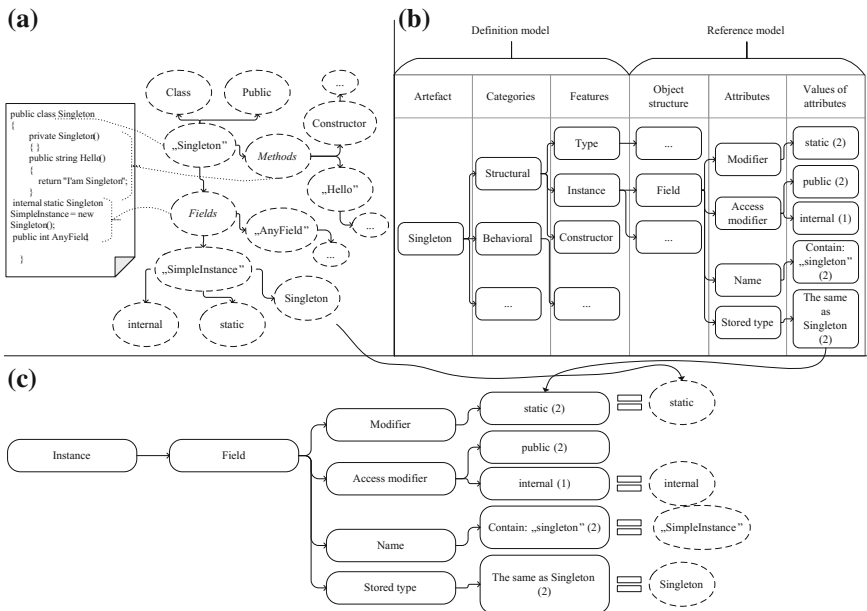 (a)
public class Singleton
{
private Singleton()
{ }
public string Hello()
{
return "I'am Singleton";
}
internal static Singleton
SimpleInstance = new
Singleton();
public int AnyField;
}
...
Class
Public
...
„Singleton”
Methods
Constructor
„Hello”
...
Fields
„AnyField”
...
„SimpleInstance”
internal
static
Singleton
(b)
Definition model
Reference model
Artefact
Categories
Features
Object
structure
Attributes
Values of
attributes
Singleton
Structural
Behavioral
...
Type
Instance
Constructor
...
...
Field
...
Modifier
Access
modifier
Name
Stored type
static (2)
public (2)
internal (1)
Contain:
„singleton”
(2)
The same
as
Singleton
(2)
(c)
Instance
Field
Modifier
Access modifier
Name
Stored type
static (2)
public (2)
internal (1)
Contain: „singleton” (2)
The same as Singleton
(2)
static
internal
„SimpleInstance”
Singleton